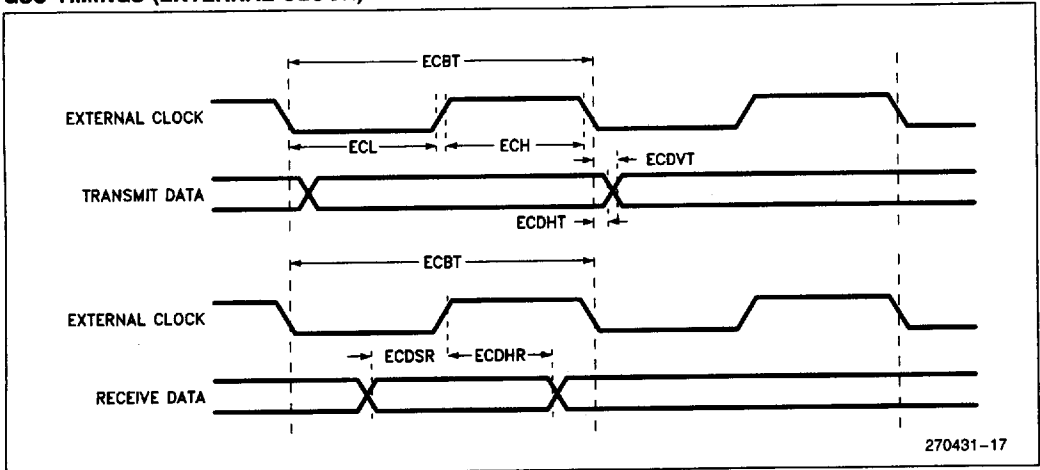 GSC TIMINGS (EXTERNAL CLOCK)
ECBT
EXTERNAL CLOCK
ECL
ECH
ECDVT
TRANSMIT DATA
ECDHT
ECBT
EXTERNAL CLOCK
ECDSR
ECDHR
RECEIVE DATA
270431-17